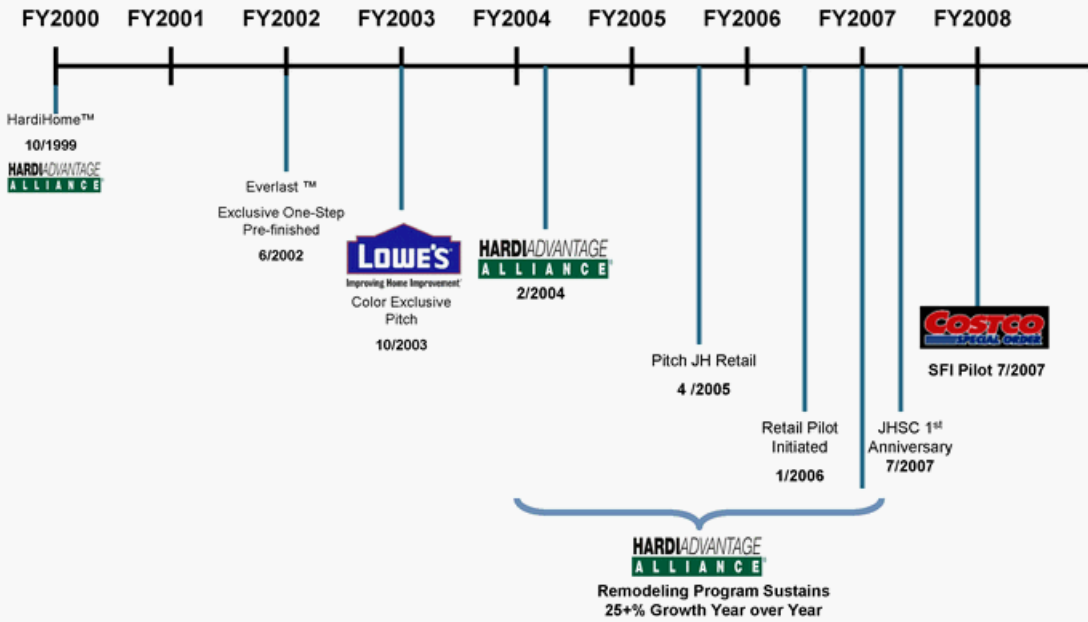 FY2000 FY2001 FY2002 FY2003 FY2004 FY2005 FY2006 FY2007 FY2008
HardiHome™
10/1999
HARDIADVANTAGE
ALLIANCE
Everlast ™
Exclusive One-Step
Pre-finished
6/2002
LOWE'S
Improving Home Improvement
Color Exclusive
Pitch
10/2003
HARDIADVANTAGE
ALLIANCE
2/2004
Pitch JH Retail
4 /2005
Retail Pilot
Initiated
1/2006
JHSC 1st
Anniversary
7/2007
COSTCO
SPECIAL ORDER
SFI Pilot 7/2007
HARDIADVANTAGE
ALLIANCE
Remodeling Program Sustains
25+% Growth Year over Year